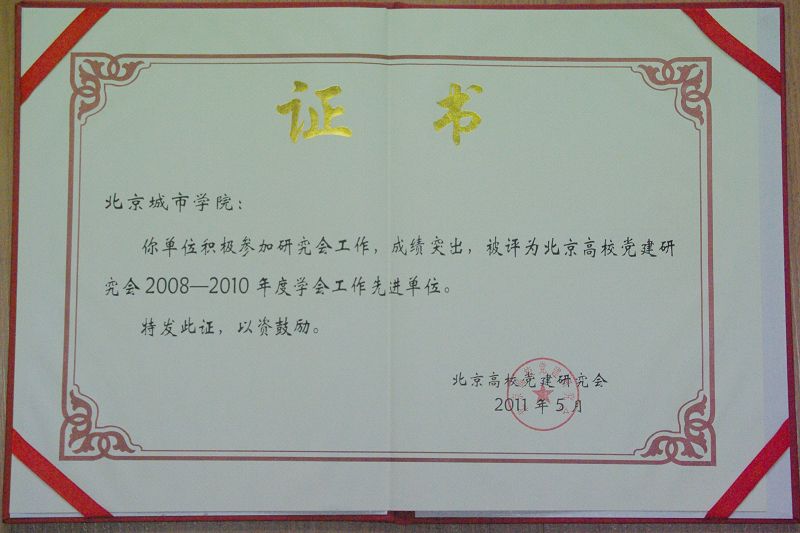 证书
北京城市学院：
你单位积极参加研究会工作，成绩突出，被评为北京高校党建研
究会2008—2010年度学会工作先进单位。
特发此证，以资鼓励。
北京高校党建研究会
2011年5月